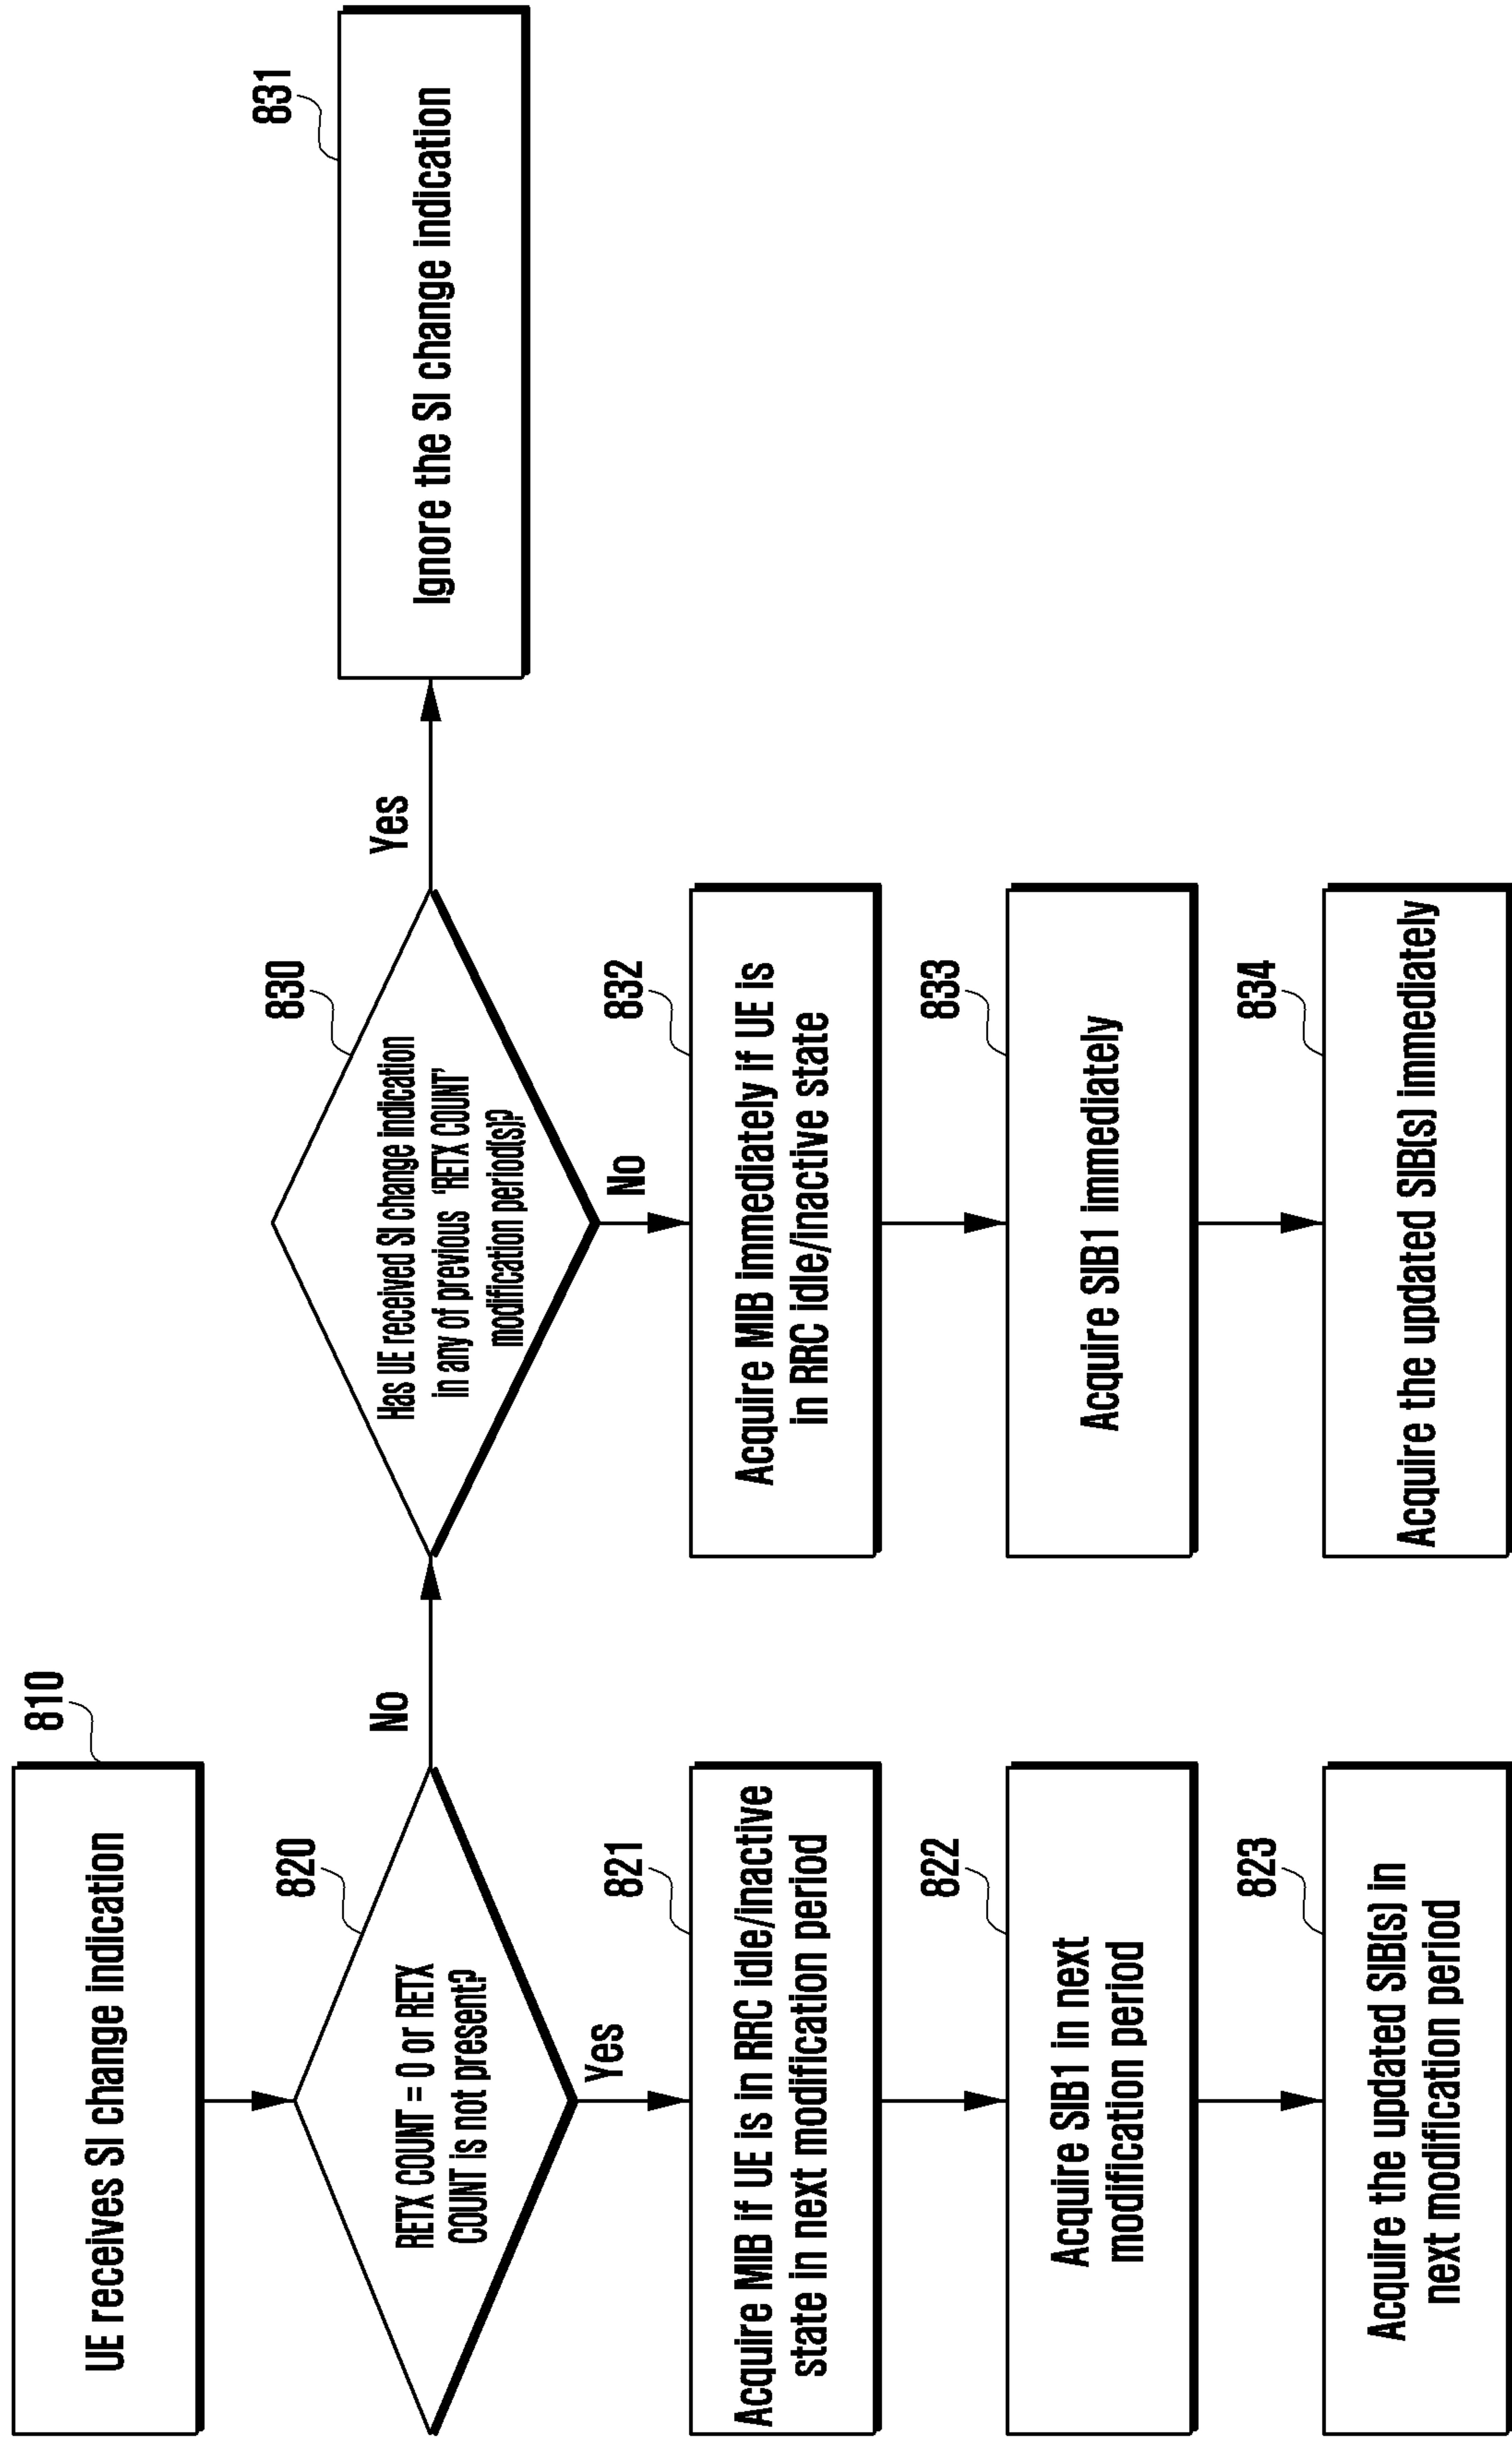 810
UE receives SI change indication
820
RETX COUNT = 0 or RETX
COUNT is not present?
No
Yes
821
Acquire MIB if UE is in RRC idle/inactive
state in next modification period
822
Acquire SIB1 in next
modification period
823
Acquire the updated SIB(s) in
next modification period
830
Has UE received SI change indication
in any of previous ‘RETX COUNT’
modification period(s)?
Yes
No
831
Ignore the SI change indication
832
Acquire MIB immediately if UE is
in RRC idle/inactive state
833
Acquire SIB1 immediately
834
Acquire the updated SIB(s) immediately